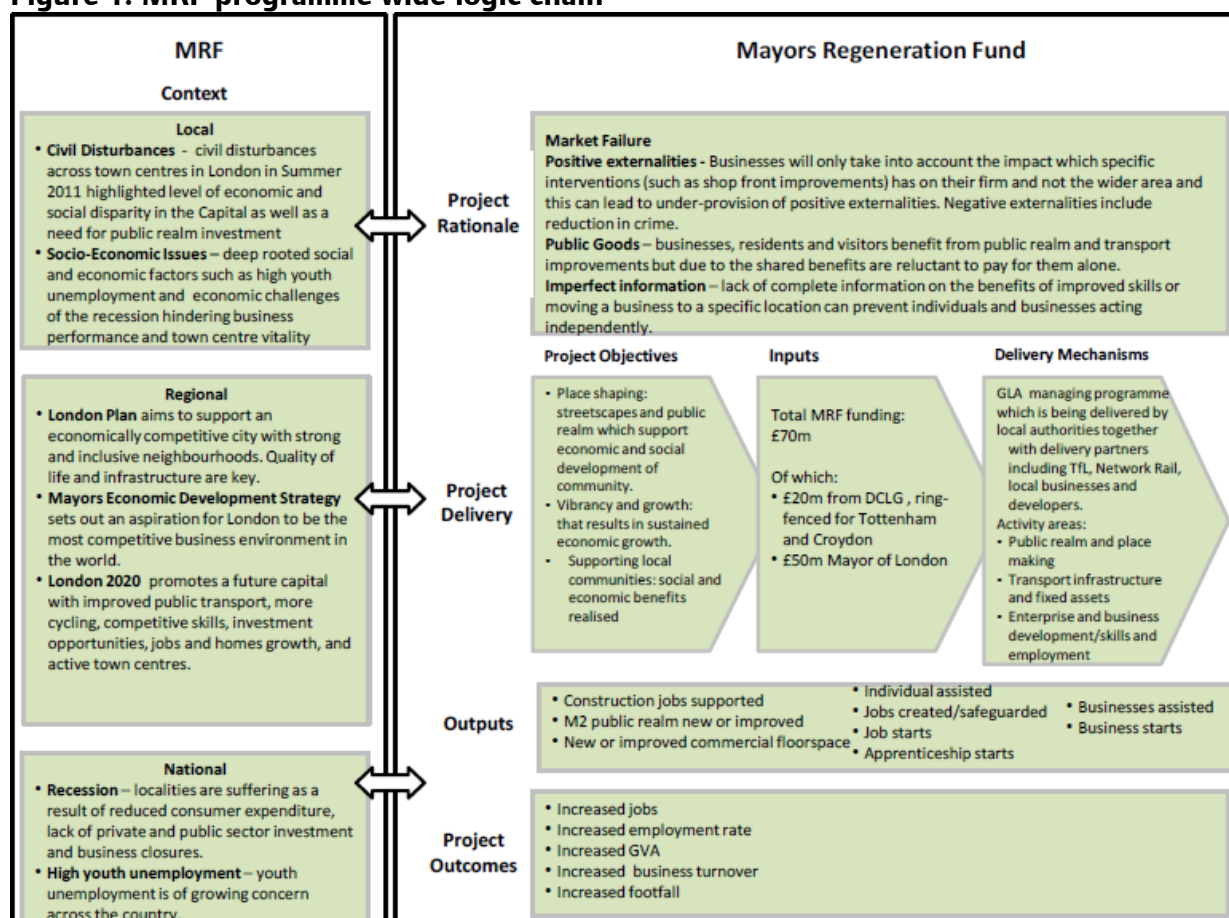 Figure 1: MRF programme wide logic chain
MRF
Context
Local
• Civil Disturbances - civil disturbances
across town centres in London in Summer
2011 highlighted level of economic and
social disparity in the Capital as well as a
need for public realm investment
• Socio-Economic Issues – deep rooted social
and economic factors such as high youth
unemployment and economic challenges
of the recession hindering business
performance and town centre vitality
Regional
• London Plan aims to support an
economically competitive city with strong
and inclusive neighbourhoods. Quality of
life and infrastructure are key.
• Mayors Economic Development Strategy
sets out an aspiration for London to be the
most competitive business environment in
the world.
• London 2020 promotes a future capital
with improved public transport, more
cycling, competitive skills, investment
opportunities, jobs and homes growth, and
active town centres.
National
• Recession – localities are suffering as a
result of reduced consumer expenditure,
lack of private and public sector investment
and business closures.
• High youth unemployment – youth
unemployment is of growing concern
across the country.
Mayors Regeneration Fund
Project
Rationale
Market Failure
Positive externalities - Businesses will only take into account the impact which specific
interventions (such as shop front improvements) has on their firm and not the wider area and
this can lead to under-provision of positive externalities. Negative externalities include
reduction in crime.
Public Goods – businesses, residents and visitors benefit from public realm and transport
improvements but due to the shared benefits are reluctant to pay for them alone.
Imperfect information – lack of complete information on the benefits of improved skills or
moving a business to a specific location can prevent individuals and businesses acting
independently.
Project
Delivery
Project Objectives
• Place shaping:
streetscapes and public
realm which support
economic and social
development of
community.
• Vibrancy and growth:
that results in sustained
economic growth.
• Supporting local
communities: social and
economic benefits
realised
Inputs
Total MRF funding:
£70m
Of which:
• £20m from DCLG , ring-
fenced for Tottenham
and Croydon
• £50m Mayor of London
Delivery Mechanisms
GLA managing programme
which is being delivered by
local authorities together
with delivery partners
including TfL, Network Rail,
local businesses and
developers.
Activity areas:
• Public realm and place
making
• Transport infrastructure
and fixed assets
• Enterprise and business
development/skills and
employment
Outputs
• Construction jobs supported
• M2 public realm new or improved
• New or improved commercial floorspace
• Individual assisted
• Jobs created/safeguarded
• Job starts
• Apprenticeship starts
• Businesses assisted
• Business starts
Project
Outcomes
• Increased jobs
• Increased employment rate
• Increased GVA
• Increased business turnover
• Increased footfall